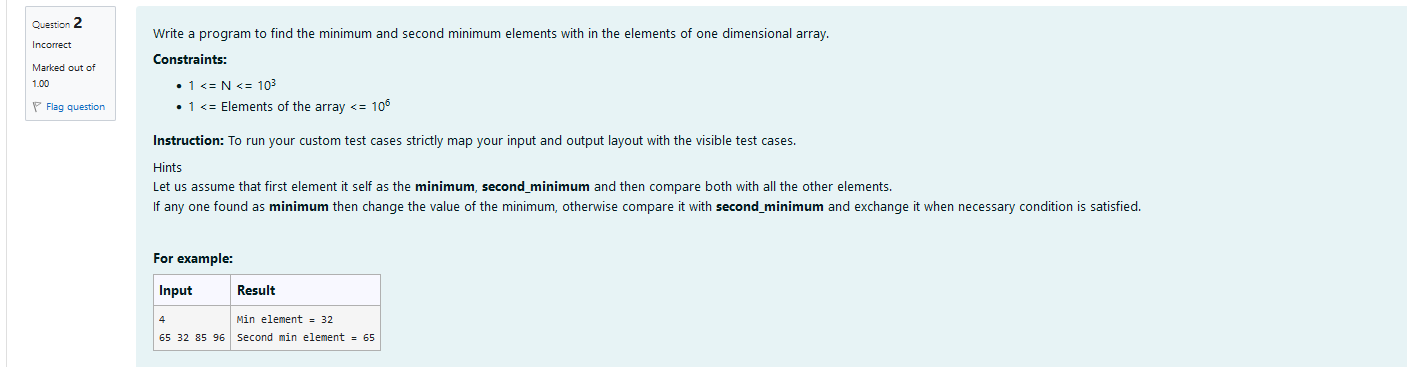 Question 2
Incorrect
Marked out of
1.00
Flag question
Write a program to find the minimum and second minimum elements with in the elements of one dimensional array.
Constraints:
• 1 <= N <= 10³
• 1 <= Elements of the array <= 10⁶
Instruction: To run your custom test cases strictly map your input and output layout with the visible test cases.
Hints
Let us assume that first element it self as the minimum, second_minimum and then compare both with all the other elements.
If any one found as minimum then change the value of the minimum, otherwise compare it with second_minimum and exchange it when necessary condition is satisfied.
For example:
Input Result
4 Min element = 32
65 32 85 96 Second min element = 65